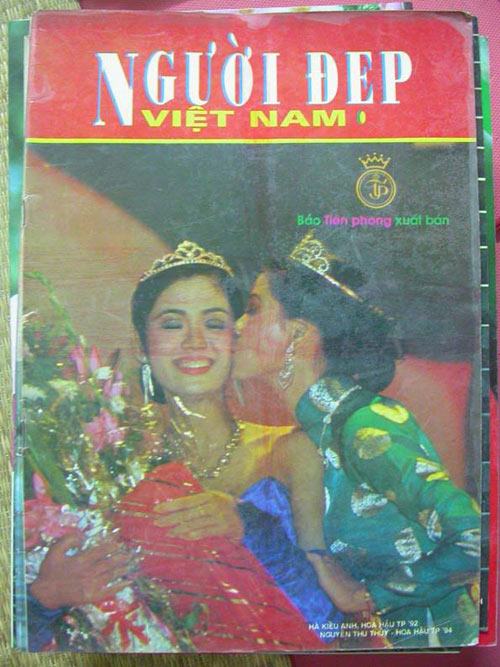 NGƯỜI ĐẸP
VIỆT NAM
TP
Báo Tiền phong xuất bản
HÀ KIỀU ANH, HOA HẬU TP '92
NGUYỄN THU THỦY - HOA HẬU TP '94